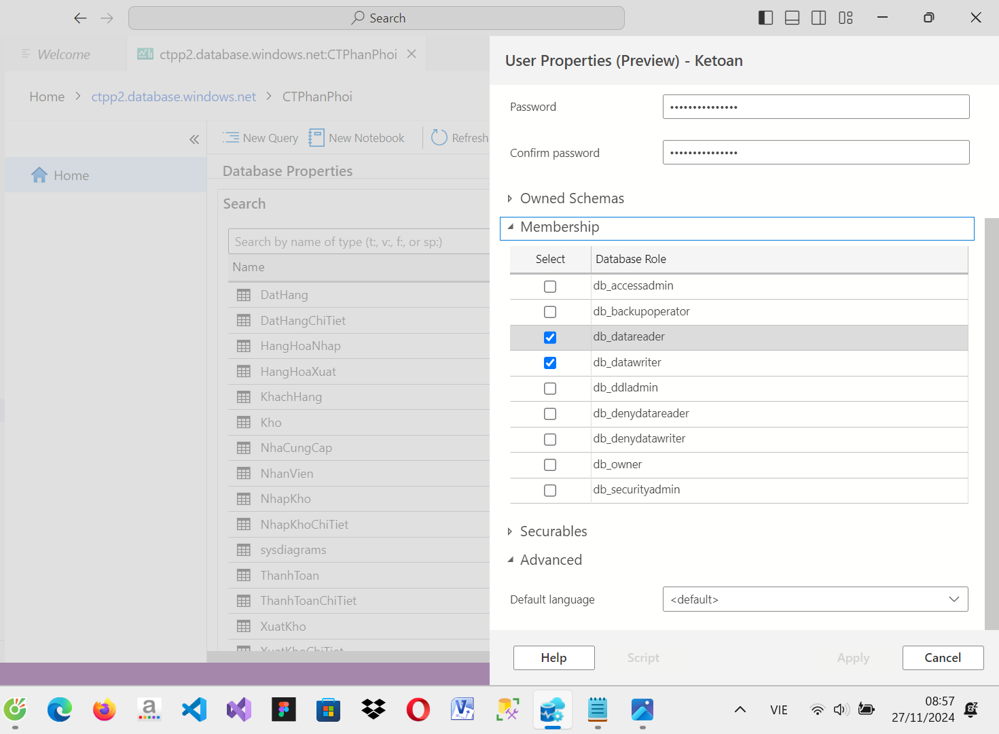 Search
Welcome
ctpp2.database.windows.net:CTPhanPhoi
Home > ctpp2.database.windows.net > CTPhanPhoi
New Query
New Notebook
Refresh
Home
Database Properties
Search
Search by name of type (t:, v:, f:, or sp:)
Name
DatHang
DatHangChiTiet
HangHoaNhap
HangHoaXuat
KhachHang
Kho
NhaCungCap
NhanVien
NhapKho
NhapKhoChiTiet
sysdiagrams
ThanhToan
ThanhToanChiTiet
XuatKho
XuatKhoChiTiet
User Properties (Preview) - Ketoan
Password •••••••••••••••
Confirm password •••••••••••••••
Owned Schemas
Membership
Select Database Role
db_accessadmin
db_backupoperator
db_datareader
db_datawriter
db_ddladmin
db_denydatareader
db_denydatawriter
db_owner
db_securityadmin
Securables
Advanced
Default language <default>
Help Script Apply Cancel
VIE
08:57
27/11/2024